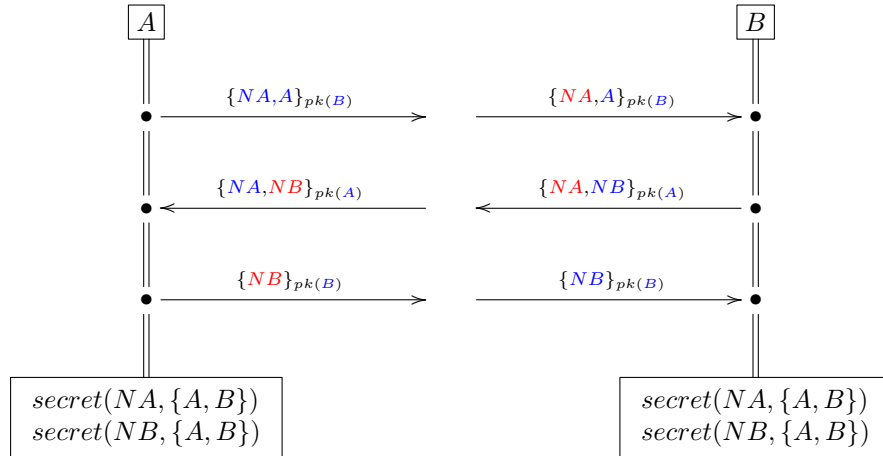 A B
{NA,A}pk(B) {NA,A}pk(B)
{NA,NB}pk(A) {NA,NB}pk(A)
{NB}pk(B) {NB}pk(B)
secret(NA, {A, B}) secret(NA, {A, B})
secret(NB, {A, B}) secret(NB, {A, B})